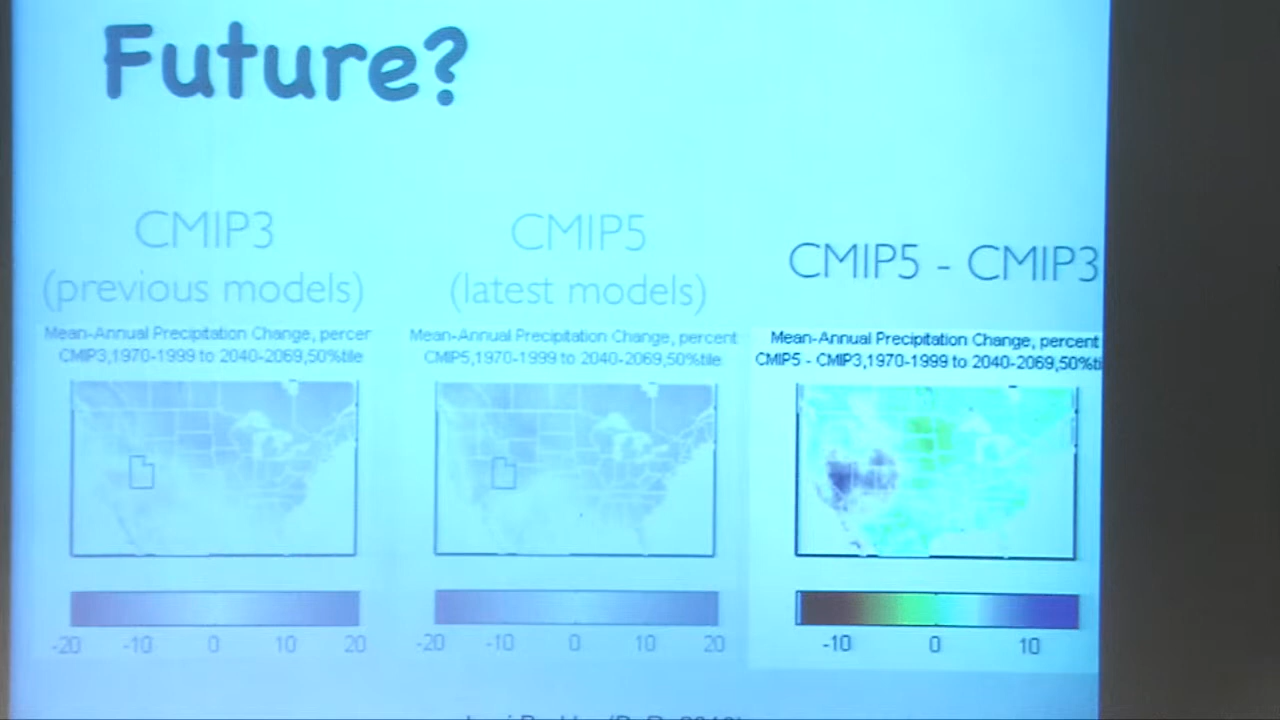 Future?
CMIP3
(previous models)
Mean-Annual Precipitation Change, percer
CMIP3,1970-1999 to 2040-2069,50%tile
-20 -10 0 10 20
CMIP5
(latest models)
Mean-Annual Precipitation Change, percent
CMIP5,1970-1999 to 2040-2069,50%tile
-20 -10 0 10 20
CMIP5 - CMIP3
Mean-Annual Precipitation Change, percent
CMIP5 - CMIP3,1970-1999 to 2040-2069,50%ti
-10 0 10